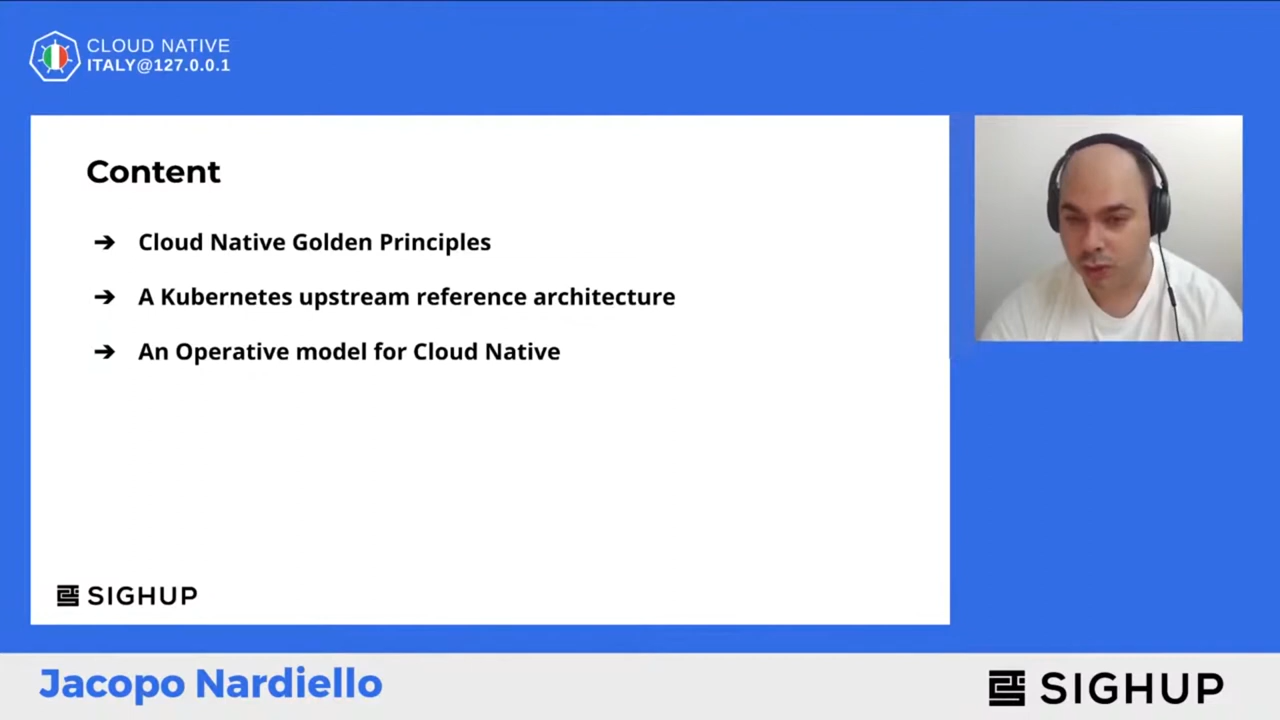 CLOUD NATIVE
ITALY@127.0.0.1
Content
➔ Cloud Native Golden Principles
➔ A Kubernetes upstream reference architecture
➔ An Operative model for Cloud Native
SIGHUP
Jacopo Nardiello
SIGHUP